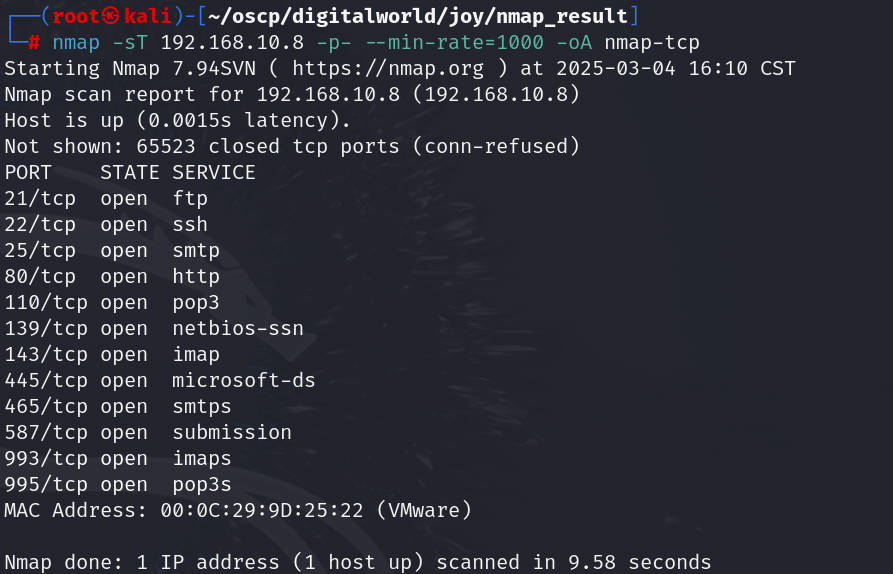 ┌──(root㉿kali)-[~/oscp/digitalworld/joy/nmap_result]
└─# nmap -sT 192.168.10.8 -p- --min-rate=1000 -oA nmap-tcp
Starting Nmap 7.94SVN ( https://nmap.org ) at 2025-03-04 16:10 CST
Nmap scan report for 192.168.10.8 (192.168.10.8)
Host is up (0.0015s latency).
Not shown: 65523 closed tcp ports (conn-refused)
PORT    STATE SERVICE
21/tcp  open  ftp
22/tcp  open  ssh
25/tcp  open  smtp
80/tcp  open  http
110/tcp open  pop3
139/tcp open  netbios-ssn
143/tcp open  imap
445/tcp open  microsoft-ds
465/tcp open  smtps
587/tcp open  submission
993/tcp open  imaps
995/tcp open  pop3s
MAC Address: 00:0C:29:9D:25:22 (VMware)

Nmap done: 1 IP address (1 host up) scanned in 9.58 seconds